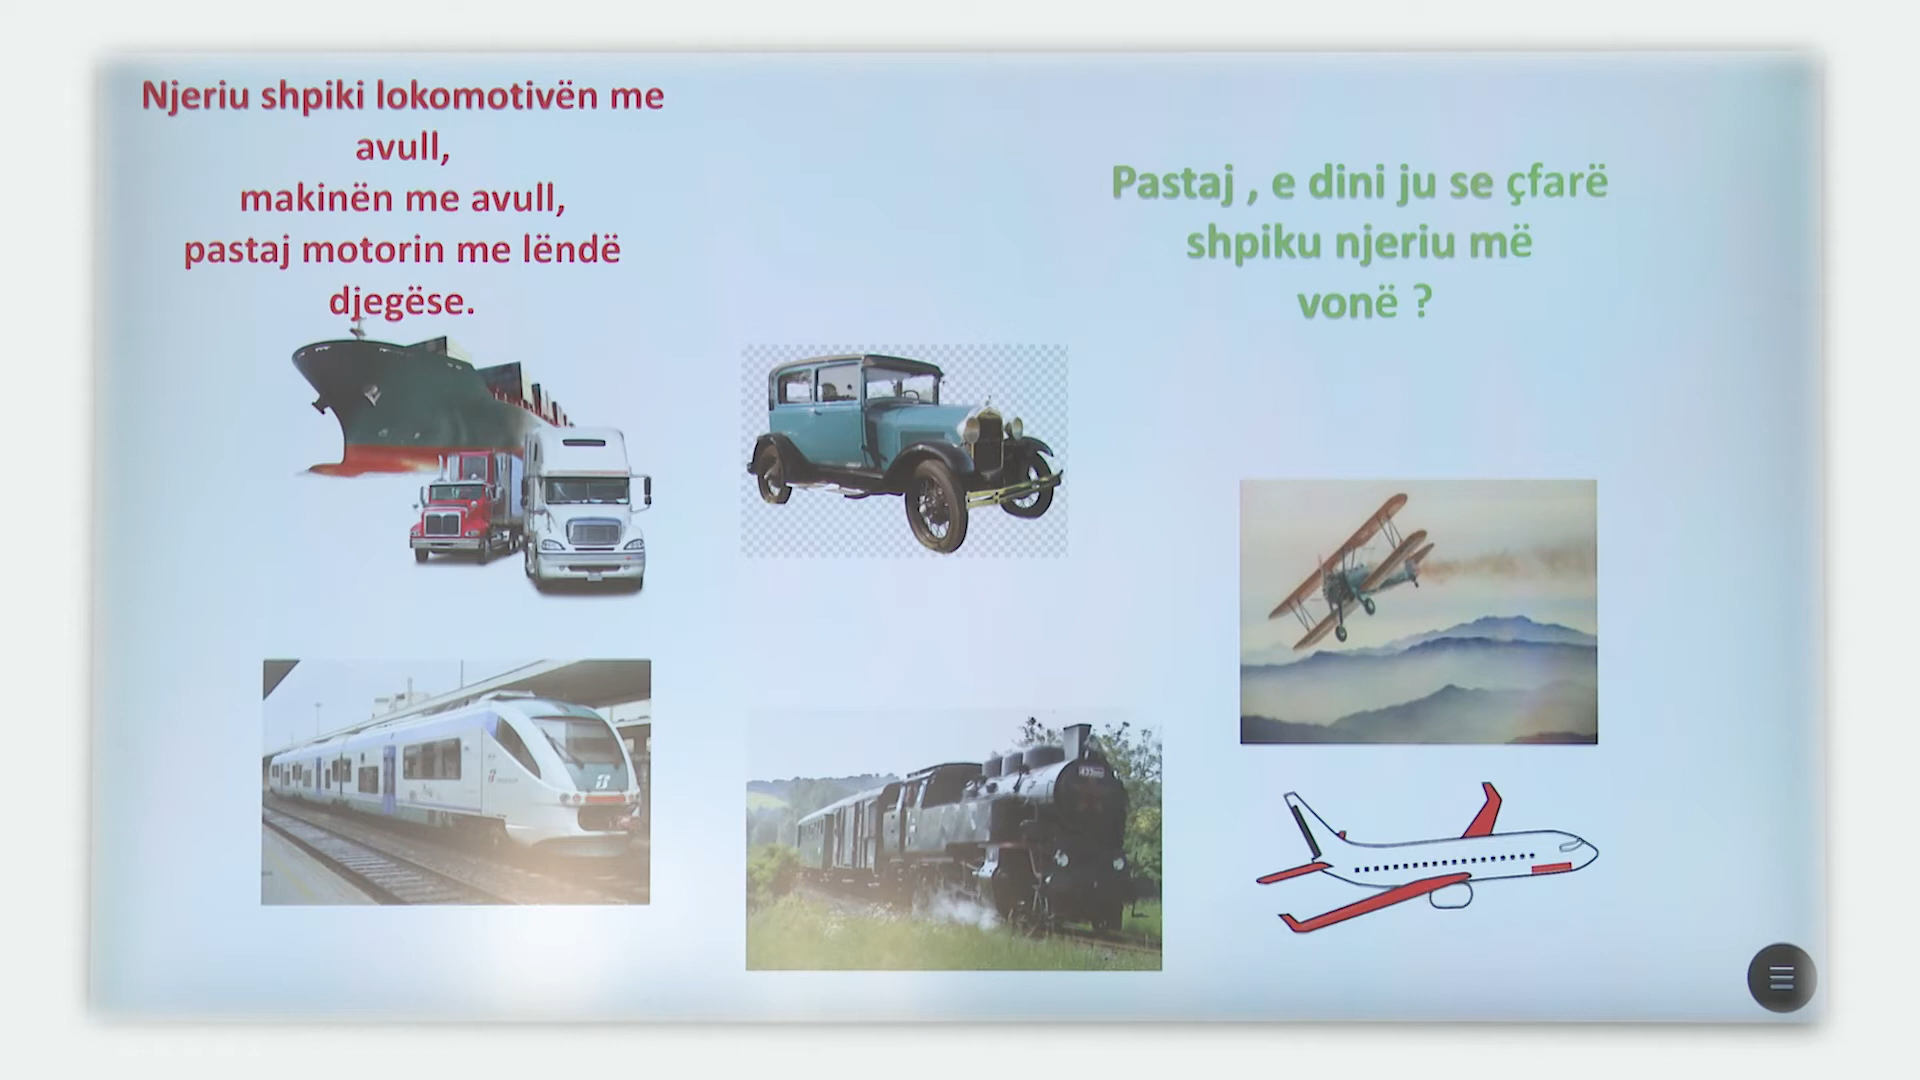 Njeriu shpiki lokomotivën me
avull,
makinën me avull,
pastaj motorin me lëndë
djegëse.
Pastaj , e dini ju se çfarë
shpiku njeriu më
vonë ?